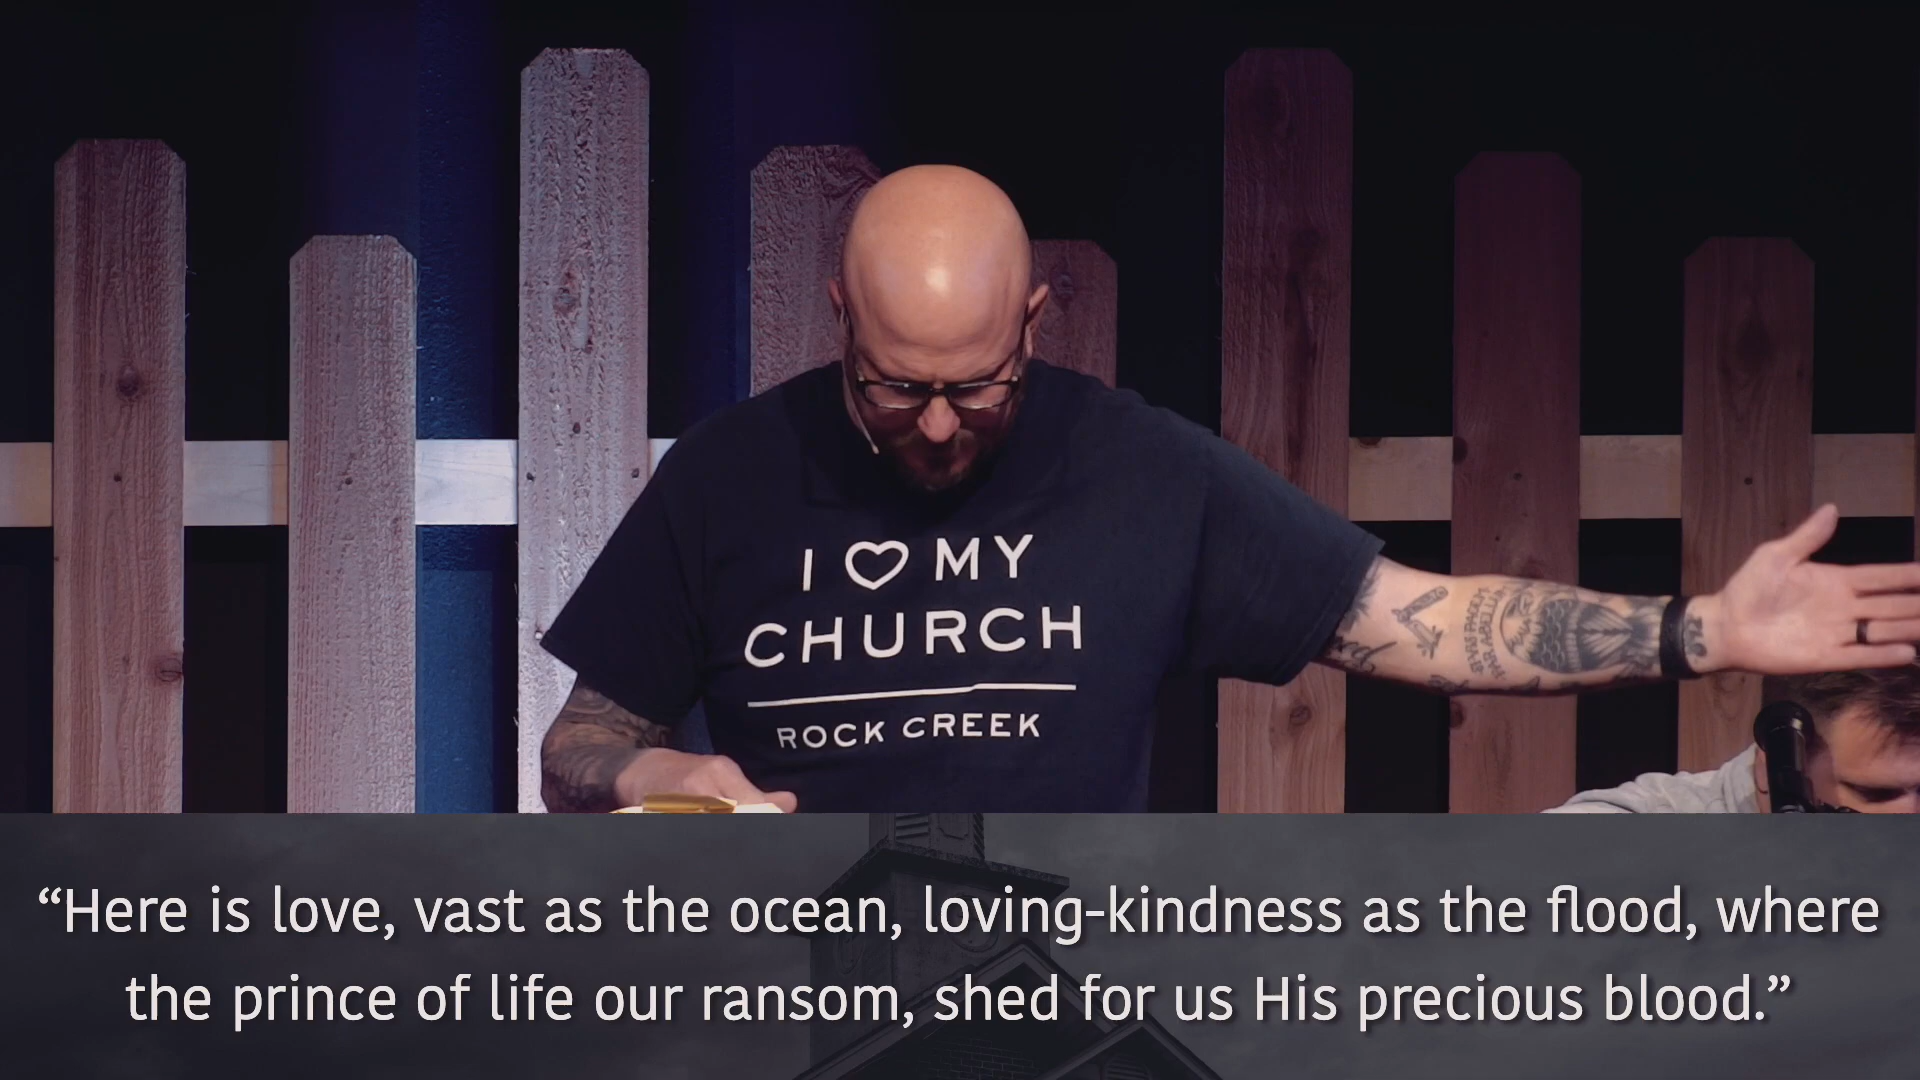 I ♡ MY
CHURCH
ROCK CREEK
“Here is love, vast as the ocean, loving-kindness as the flood, where
the prince of life our ransom, shed for us His precious blood.”